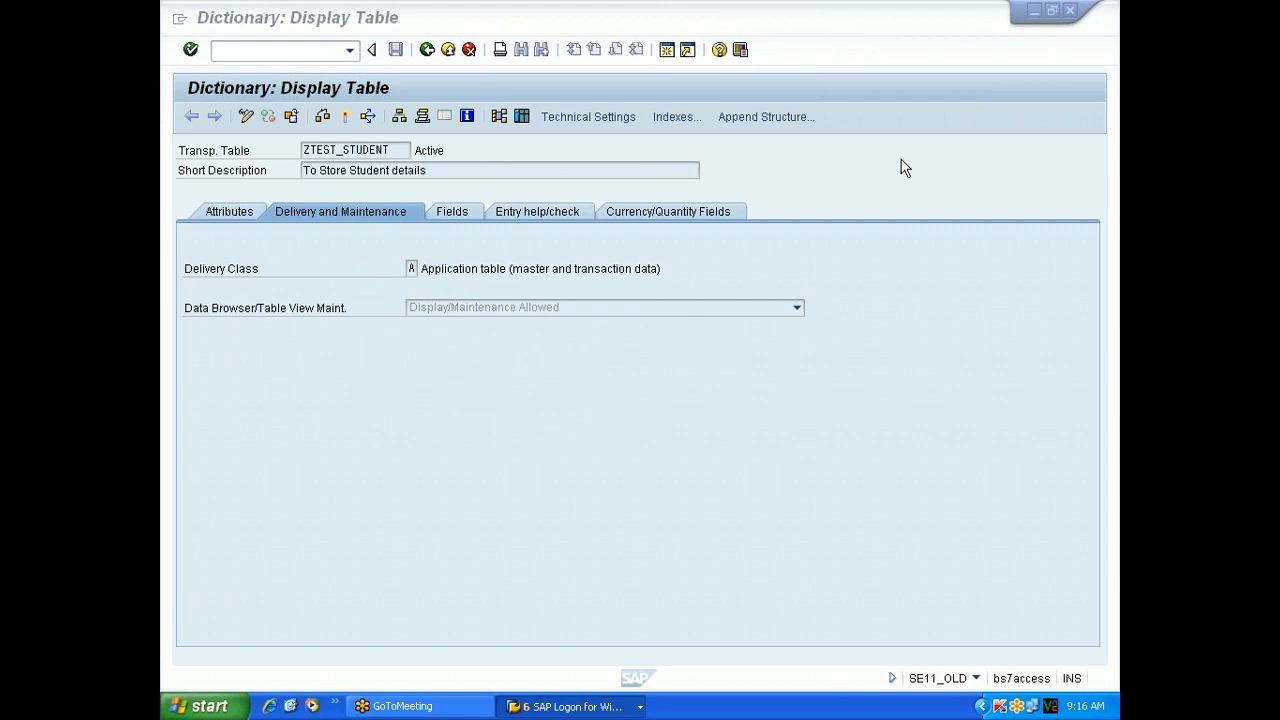 Dictionary: Display Table
Dictionary: Display Table
Technical Settings Indexes... Append Structure...
Transp. Table ZTEST_STUDENT Active
Short Description To Store Student details
Attributes Delivery and Maintenance Fields Entry help/check Currency/Quantity Fields
Delivery Class A Application table (master and transaction data)
Data Browser/Table View Maint. Display/Maintenance Allowed
SAP SE11_OLD bs7access INS
start GoToMeeting 6 SAP Logon for Wi... 9:16 AM